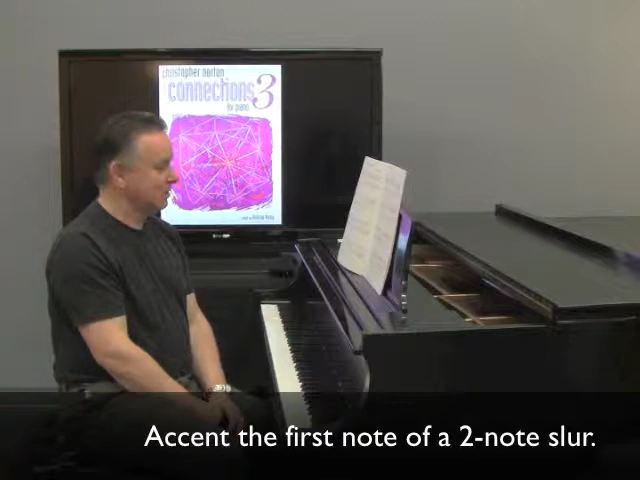 christopher norton
connections 3
for piano
Accent the first note of a 2-note slur.